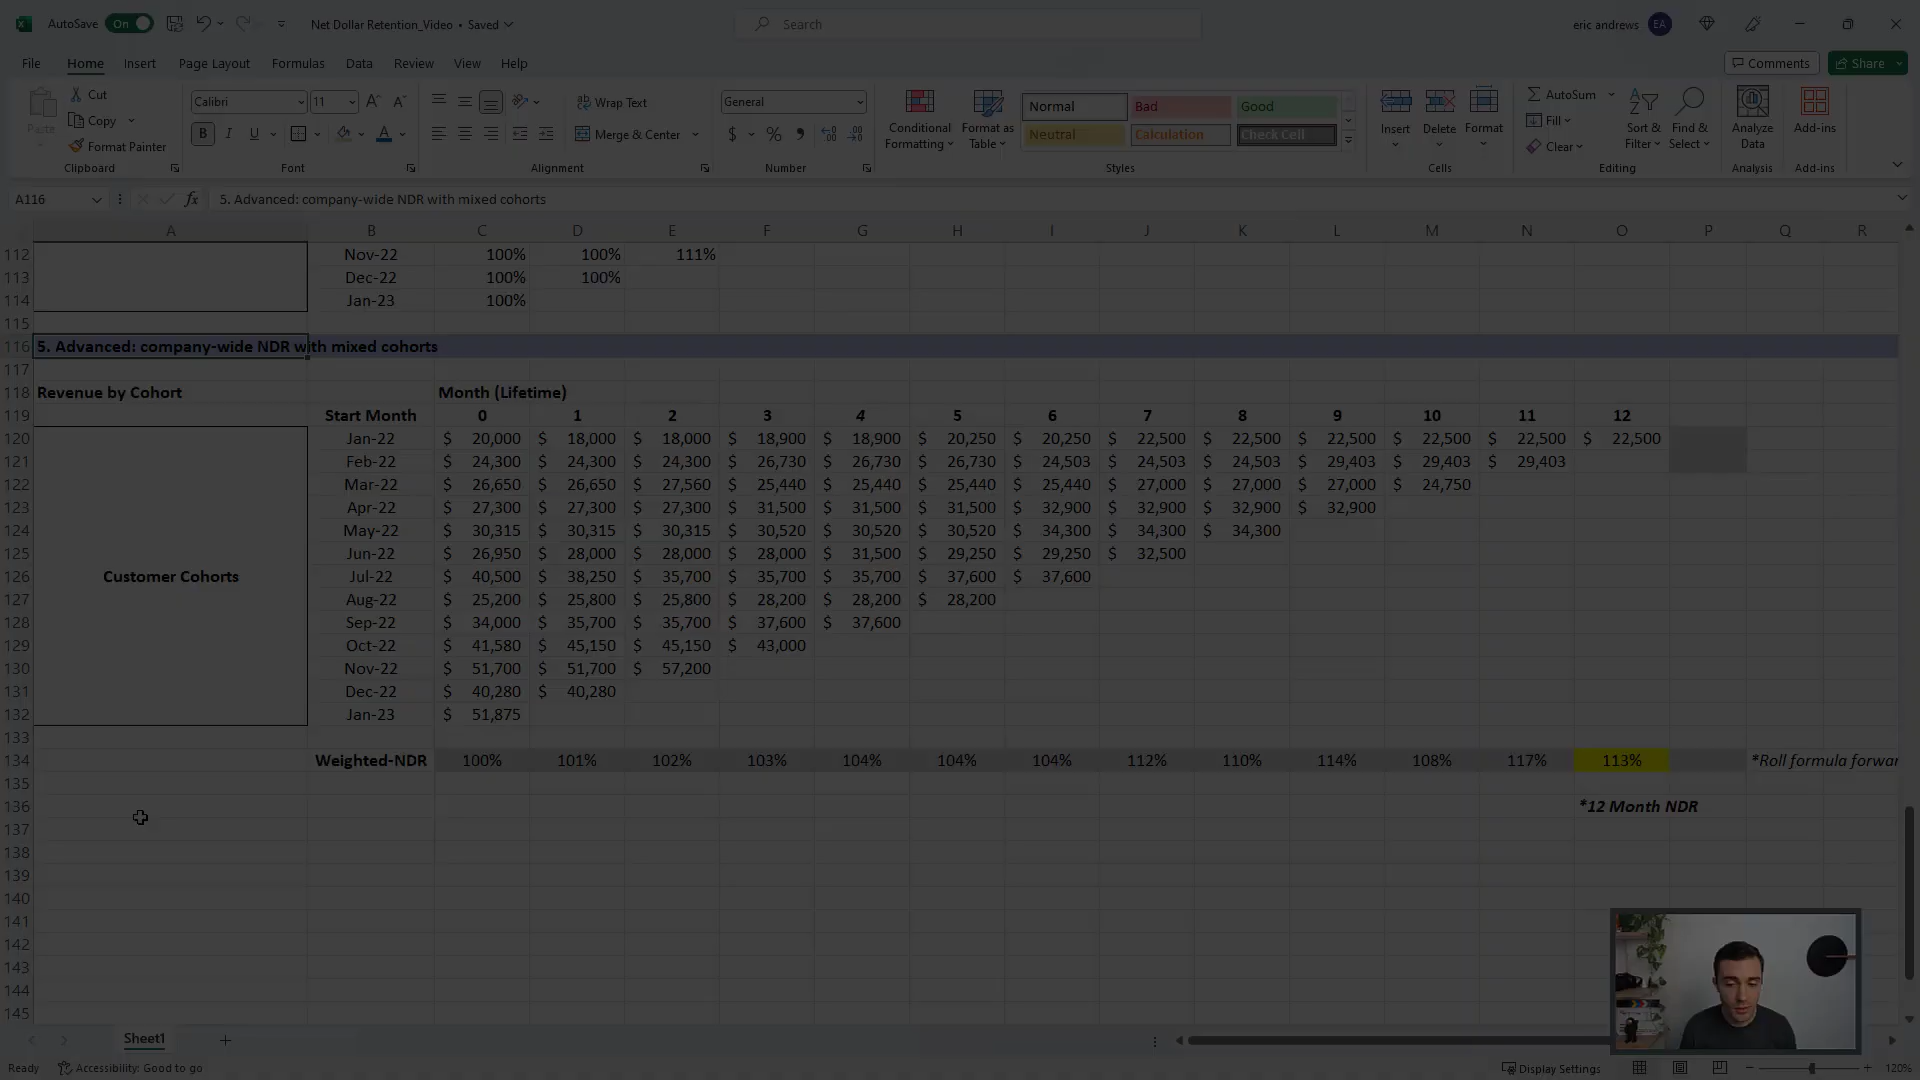 AutoSave On Net Dollar Retention_Video • Saved Search eric andrews EA
File Home Insert Page Layout Formulas Data Review View Help Comments Share
Cut Calibri 11 Wrap Text General Normal Bad Good AutoSum
Paste Copy Conditional Formatting Format as Table Insert Delete Format Fill Sort & Filter Find & Select Analyze Data Add-ins
Format Painter B I U A Merge & Center $ % Neutral Calculation Check Cell Clear
Clipboard Font Alignment Number Styles Cells Editing Analysis Add-ins
A116 fx 5. Advanced: company-wide NDR with mixed cohorts
A B C D E F G H I J K L M N O P Q R
112 Nov-22 100% 100% 111%
113 Dec-22 100% 100%
114 Jan-23 100%
115
116 5. Advanced: company-wide NDR with mixed cohorts
117
118 Revenue by Cohort Month (Lifetime)
119 Start Month 0 1 2 3 4 5 6 7 8 9 10 11 12
120 Jan-22 $ 20,000 $ 18,000 $ 18,000 $ 18,900 $ 18,900 $ 20,250 $ 20,250 $ 22,500 $ 22,500 $ 22,500 $ 22,500 $ 22,500 $ 22,500
121 Feb-22 $ 24,300 $ 24,300 $ 24,300 $ 26,730 $ 26,730 $ 26,730 $ 24,503 $ 24,503 $ 24,503 $ 29,403 $ 29,403 $ 29,403
122 Mar-22 $ 26,650 $ 26,650 $ 27,560 $ 25,440 $ 25,440 $ 25,440 $ 25,440 $ 27,000 $ 27,000 $ 27,000 $ 24,750
123 Apr-22 $ 27,300 $ 27,300 $ 27,300 $ 31,500 $ 31,500 $ 31,500 $ 32,900 $ 32,900 $ 32,900 $ 32,900
124 May-22 $ 30,315 $ 30,315 $ 30,315 $ 30,520 $ 30,520 $ 30,520 $ 34,300 $ 34,300 $ 34,300
125 Jun-22 $ 26,950 $ 28,000 $ 28,000 $ 28,000 $ 31,500 $ 29,250 $ 29,250 $ 32,500
126 Customer Cohorts Jul-22 $ 40,500 $ 38,250 $ 35,700 $ 35,700 $ 35,700 $ 37,600 $ 37,600
127 Aug-22 $ 25,200 $ 25,800 $ 25,800 $ 28,200 $ 28,200 $ 28,200
128 Sep-22 $ 34,000 $ 35,700 $ 35,700 $ 37,600 $ 37,600
129 Oct-22 $ 41,580 $ 45,150 $ 45,150 $ 43,000
130 Nov-22 $ 51,700 $ 51,700 $ 57,200
131 Dec-22 $ 40,280 $ 40,280
132 Jan-23 $ 51,875
133
134 Weighted-NDR 100% 101% 102% 103% 104% 104% 104% 112% 110% 114% 108% 117% 113% *Roll formula forwar
135
136 *12 Month NDR
137
138
139
140
141
142
143
144
145
Sheet1
Ready Accessibility: Good to go Display Settings 120%